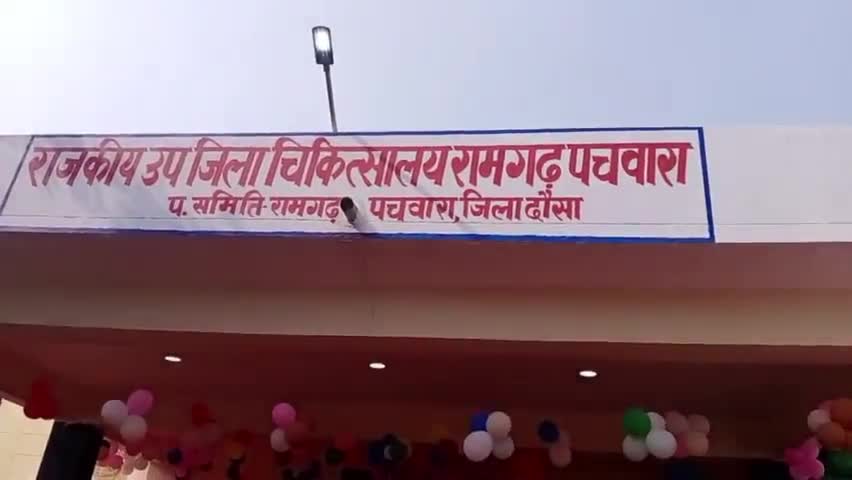 राजकीय उप जिला चिकित्सालय रामगढ़ पचवारा
प. समिति-रामगढ़ पचवारा, जिला दौसा